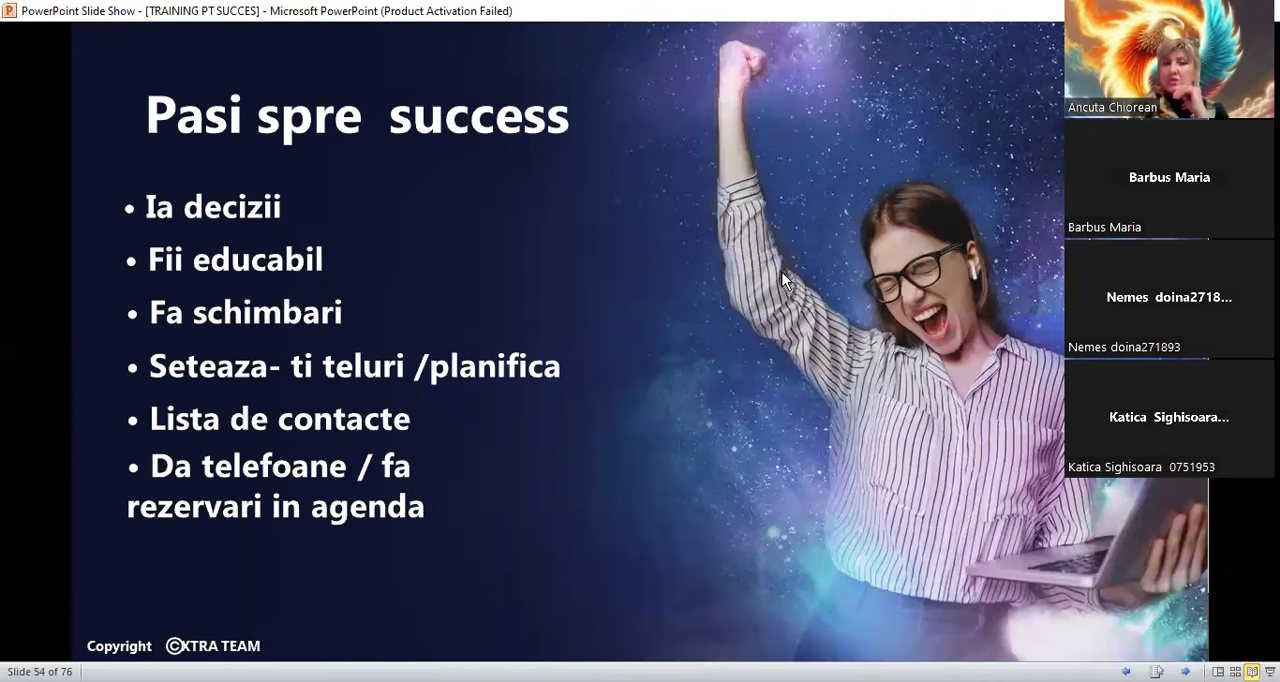 PowerPoint Slide Show - [TRAINING PT SUCCES] - Microsoft PowerPoint (Product Activation Failed)
Pasi spre success
• Ia decizii
• Fii educabil
• Fa schimbari
• Seteaza- ti teluri /planifica
• Lista de contacte
• Da telefoane / fa
rezervari in agenda
Copyright ©XTRA TEAM
Slide 54 of 76
Ancuta Chiorean
Barbus Maria
Barbus Maria
Nemes doina2718...
Nemes doina271893
Katica Sighisoara...
Katica Sighisoara 0751953